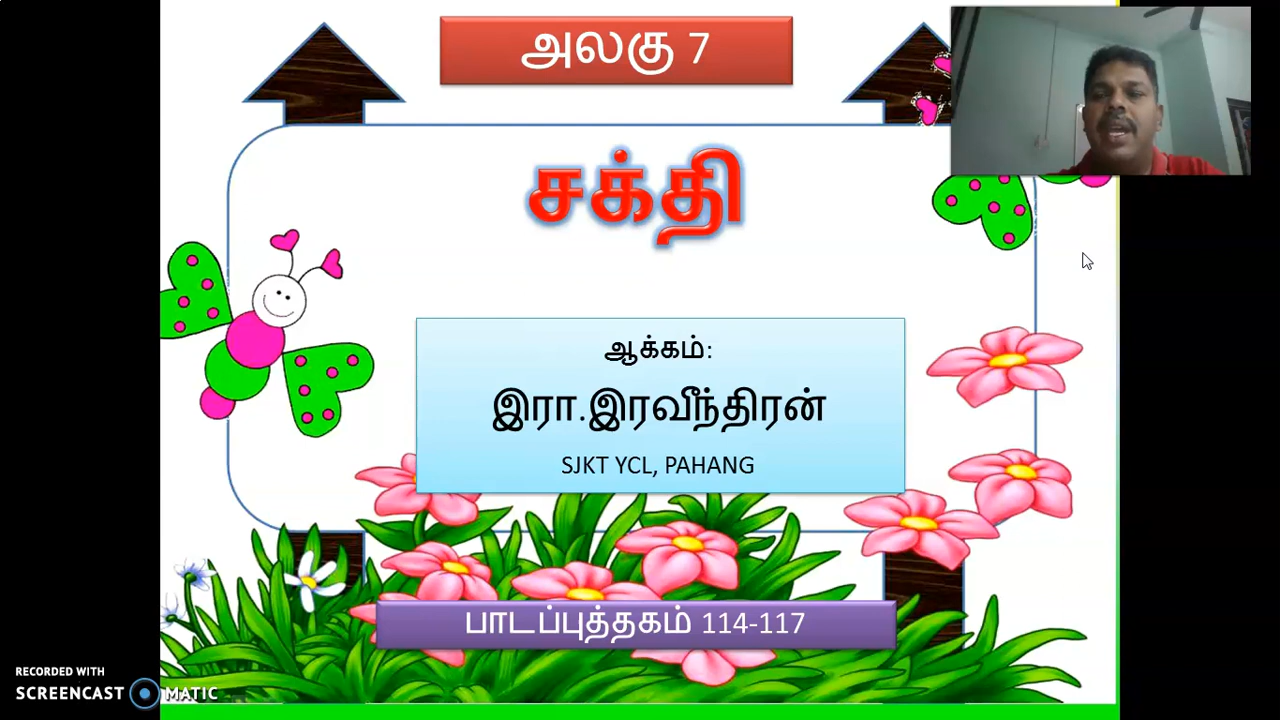 அலகு 7
சக்தி
ஆக்கம்:
இரா.இரவீந்திரன்
SJKT YCL, PAHANG
பாடப்புத்தகம் 114-117
RECORDED WITH
SCREENCAST MATIC